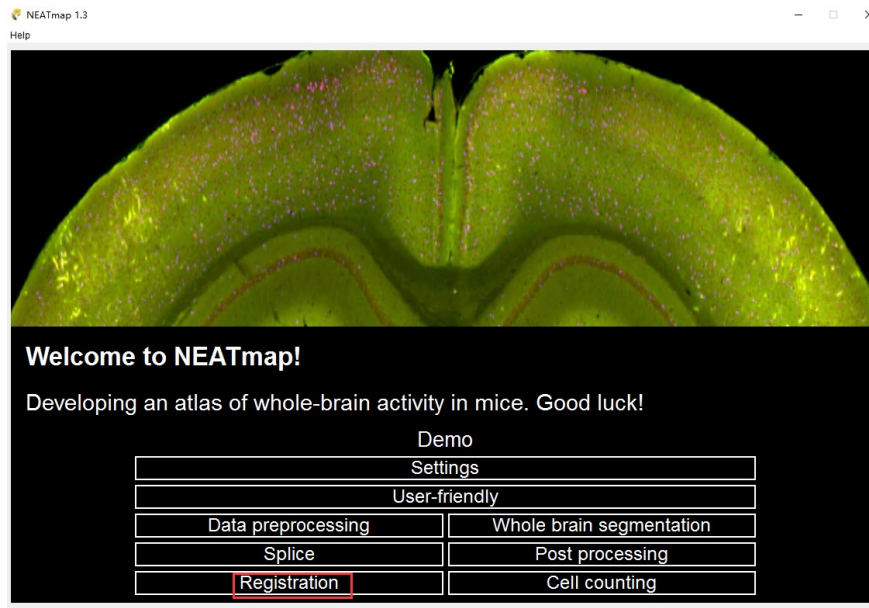 NEATmap 1.3
Help
Welcome to NEATmap!
Developing an atlas of whole-brain activity in mice. Good luck!
Demo
Settings
User-friendly
Data preprocessing
Whole brain segmentation
Splice
Post processing
Registration
Cell counting